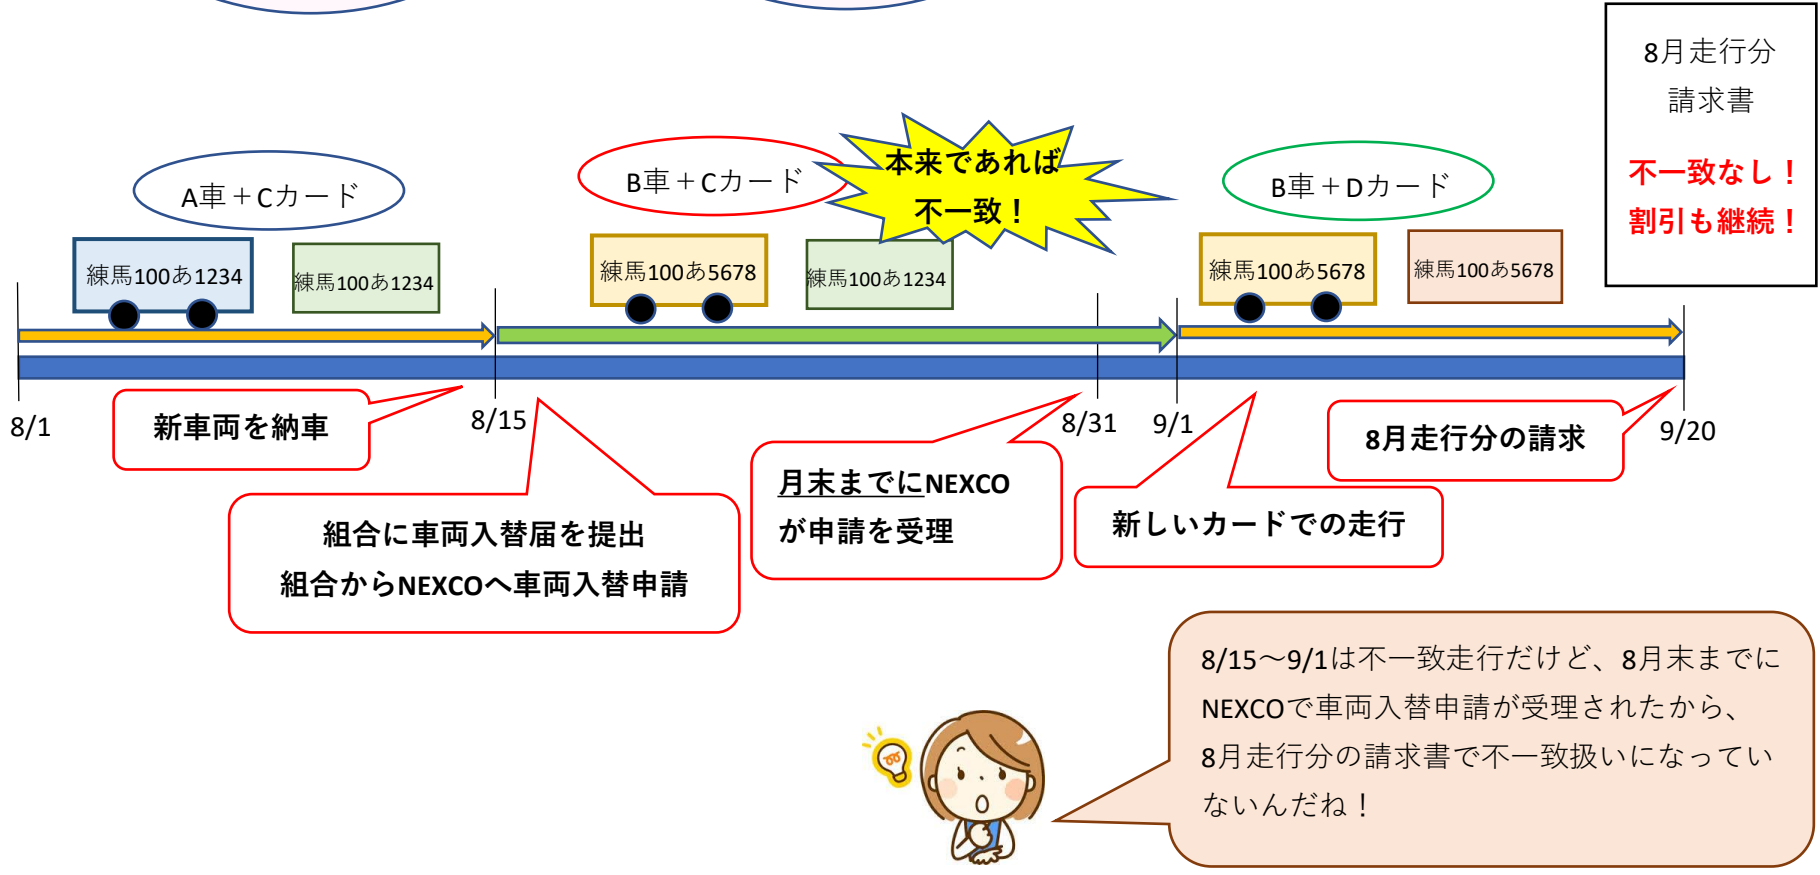 8月走行分
請求書
不一致なし！
割引も継続！
A車＋Cカード
B車＋Cカード
本来であれば
不一致！
B車＋Dカード
練馬100あ1234
練馬100あ1234
練馬100あ5678
練馬100あ1234
練馬100あ5678
練馬100あ5678
8/1
新車両を納車
8/15
8/31
9/1
8月走行分の請求
9/20
組合に車両入替届を提出
組合からNEXCOへ車両入替申請
月末までにNEXCO
が申請を受理
新しいカードでの走行
8/15～9/1は不一致走行だけど、8月末までに
NEXCOで車両入替申請が受理されたから、
8月走行分の請求書で不一致扱いになってい
ないんだね！